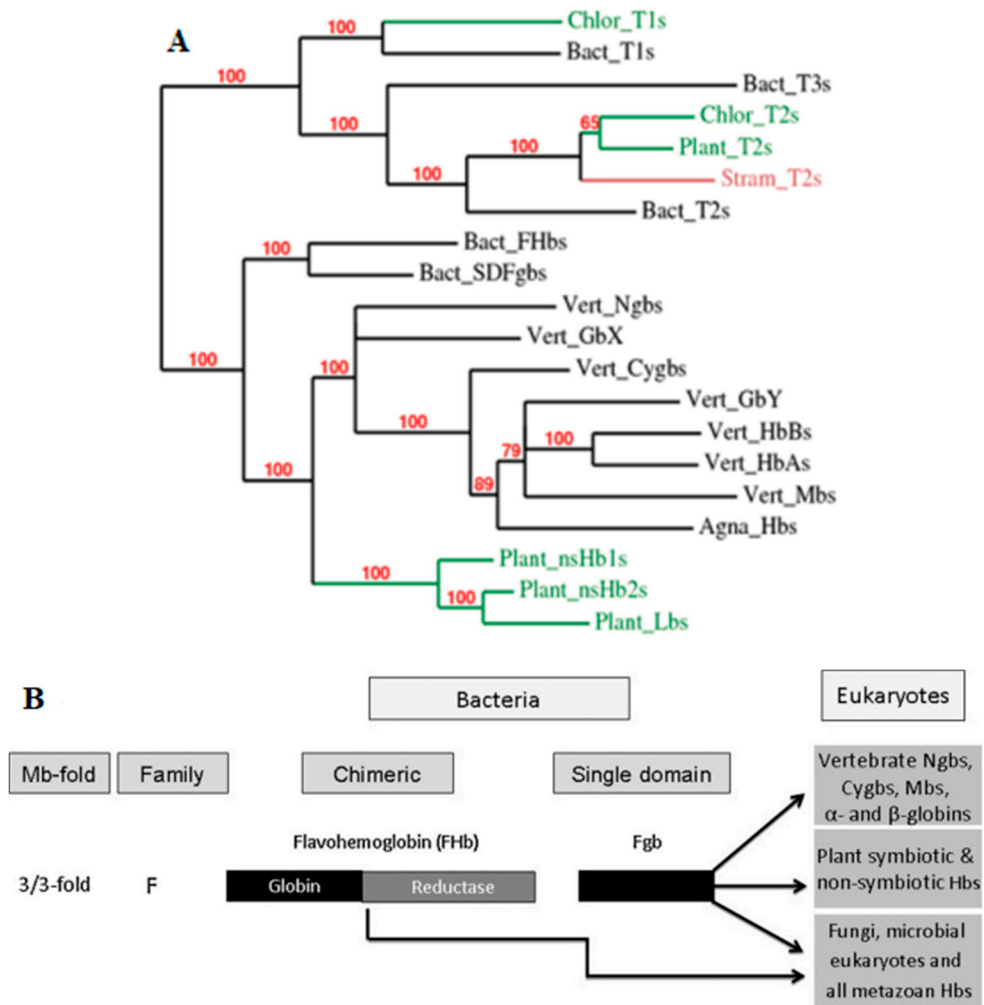 A
100
Chlor_T1s
Bact_T1s
100
Bact_T3s
100
Chlor_T2s
65
Plant_T2s
100
Stram_T2s
100
Bact_T2s
100
Bact_FHbs
Bact_SDFgbs
Vert_Ngbs
Vert_GbX
100
100
Vert_Cygbs
Vert_GbY
100
Vert_HbBs
79
Vert_HbAs
100
89
Vert_Mbs
Agna_Hbs
Plant_nsHb1s
100
Plant_nsHb2s
100
Plant_Lbs
B
Bacteria
Eukaryotes
Mb-fold
Family
Chimeric
Single domain
Vertebrate Ngbs,
Cygbs, Mbs,
α- and β-globins
Flavohemoglobin (FHb)
Fgb
3/3-fold
F
Globin
Reductase
Plant symbiotic &
non-symbiotic Hbs
Fungi, microbial
eukaryotes and
all metazoan Hbs